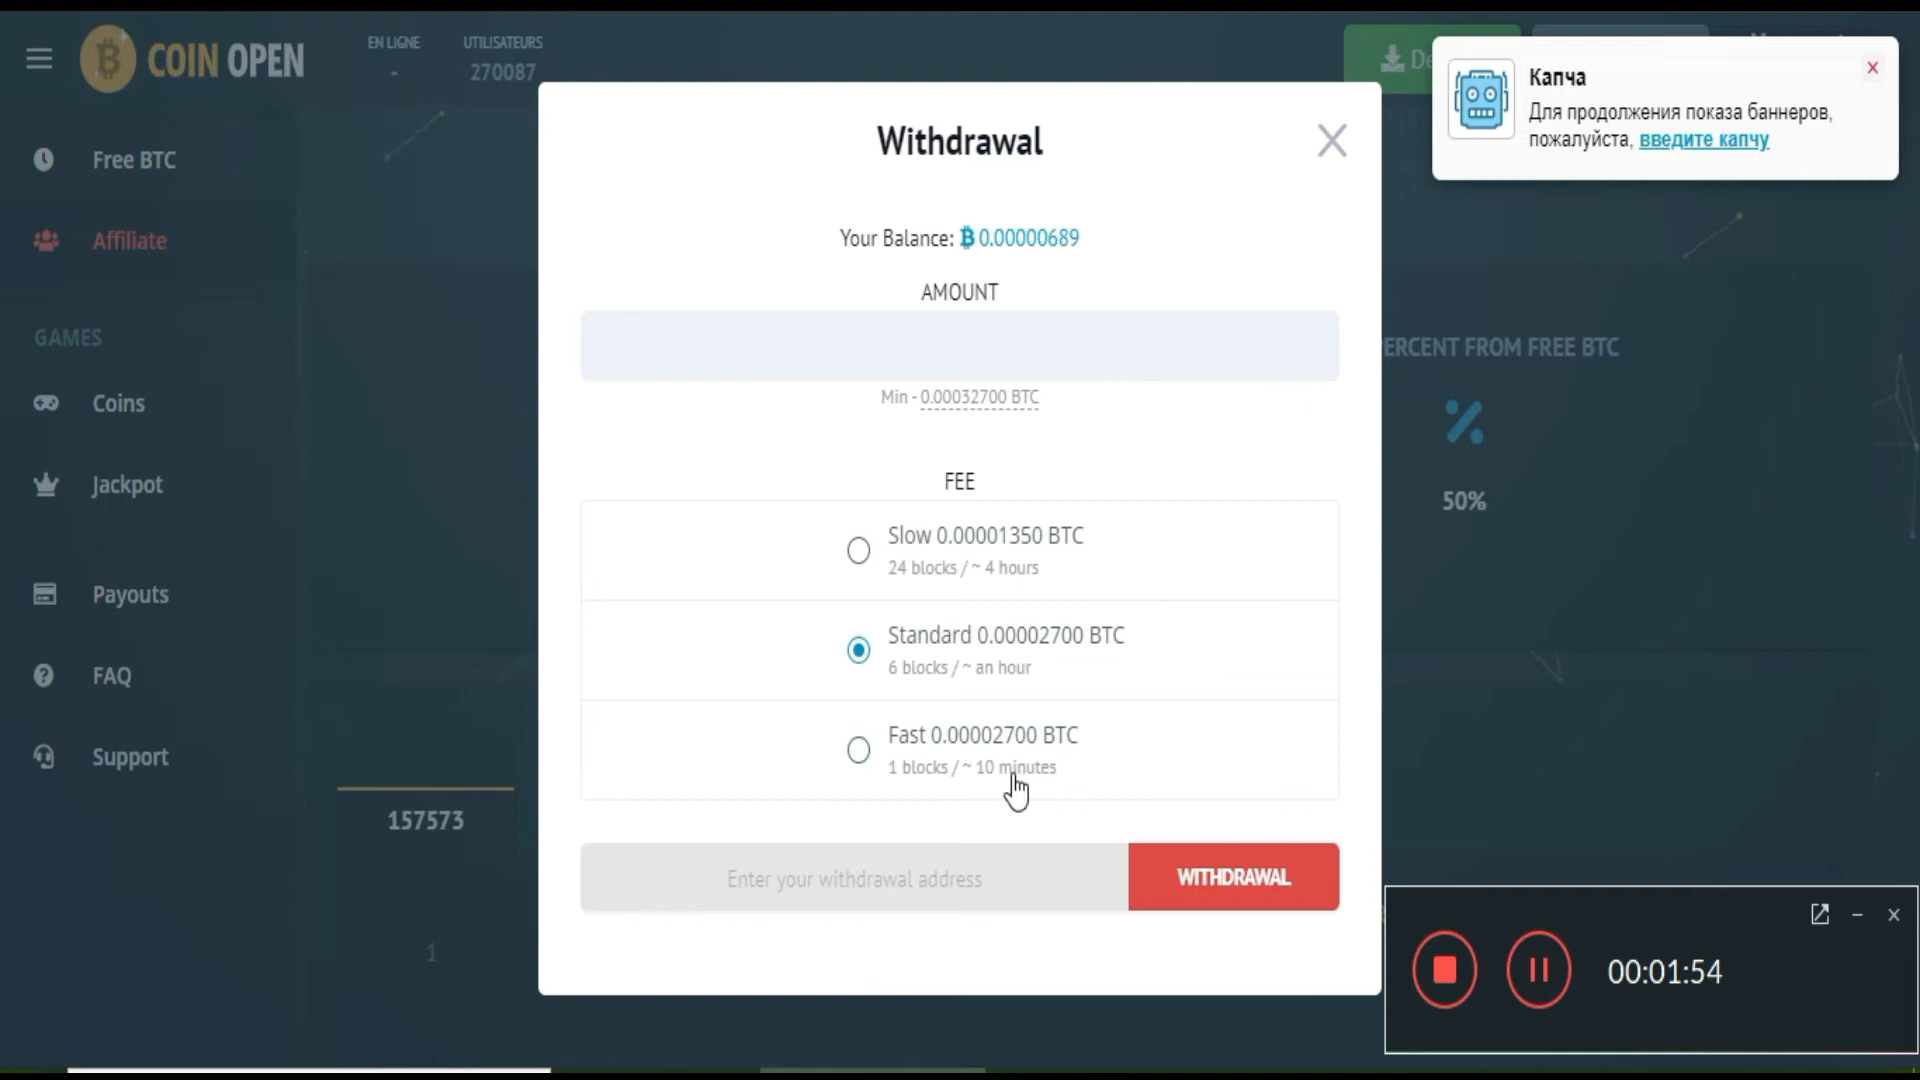 COIN OPEN
EN LIGNE
-
UTILISATEURS
270087
Free BTC
Affiliate
GAMES
Coins
Jackpot
Payouts
FAQ
Support
157573
1
Withdrawal
Your Balance: 0.00000689
AMOUNT
Min - 0.00032700 BTC
FEE
Slow 0.00001350 BTC
24 blocks / ~ 4 hours
Standard 0.00002700 BTC
6 blocks / ~ an hour
Fast 0.00002700 BTC
1 blocks / ~ 10 minutes
Enter your withdrawal address
WITHDRAWAL
Капча
Для продолжения показа баннеров,
пожалуйста, введите капчу
ERCENT FROM FREE BTC
50%
00:01:54